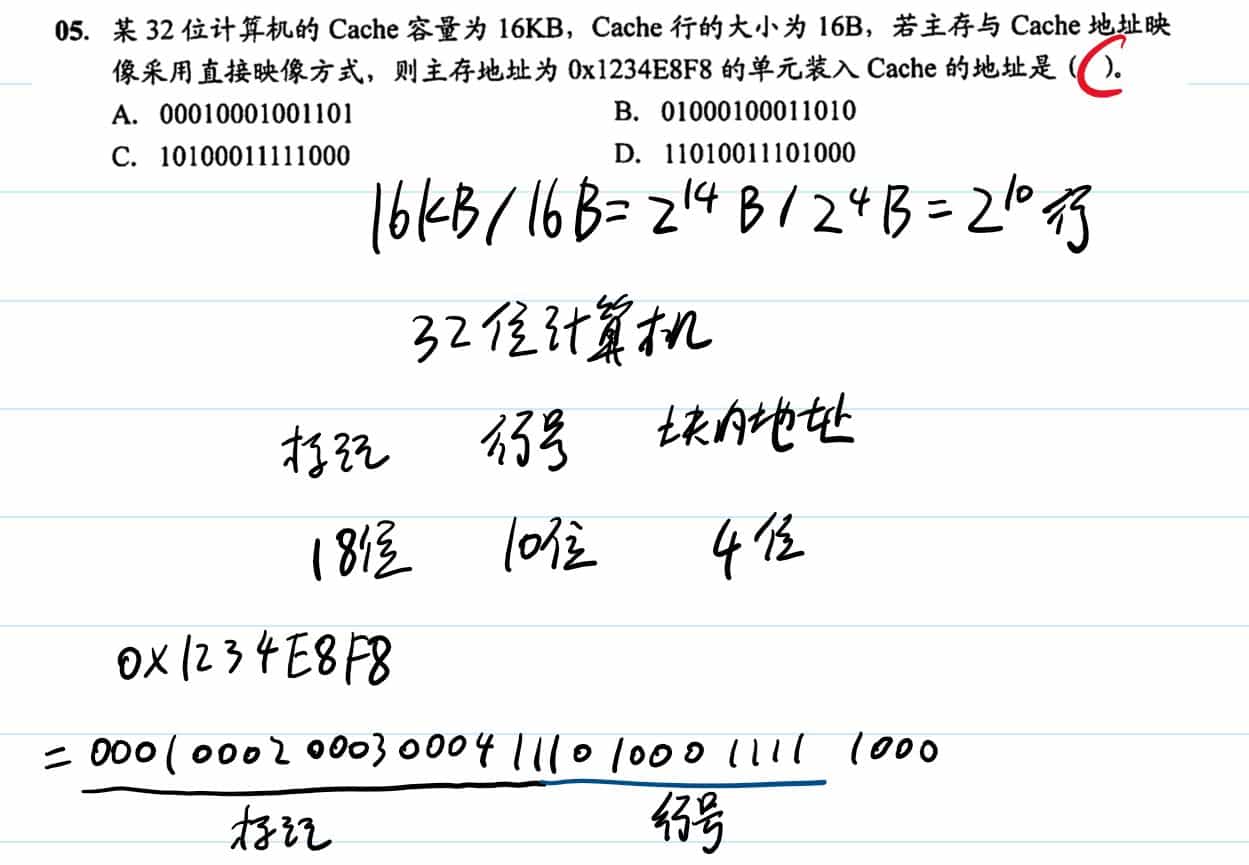 05. 某 32 位计算机的 Cache 容量为 16KB，Cache 行的大小为 16B，若主存与 Cache 地址映
像采用直接映像方式，则主存地址为 0x1234E8F8 的单元装入 Cache 的地址是（C）。
A. 00010001001101 B. 01000100011010
C. 10100011111000 D. 11010011101000
16KB/16B=2^14 B/2^4 B=2^10 行
32位计算机
标记 行号 块内地址
18位 10位 4位
0x1234E8F8
= 0001 0002 0003 0004 1110 1000 1111 1000
标记 行号